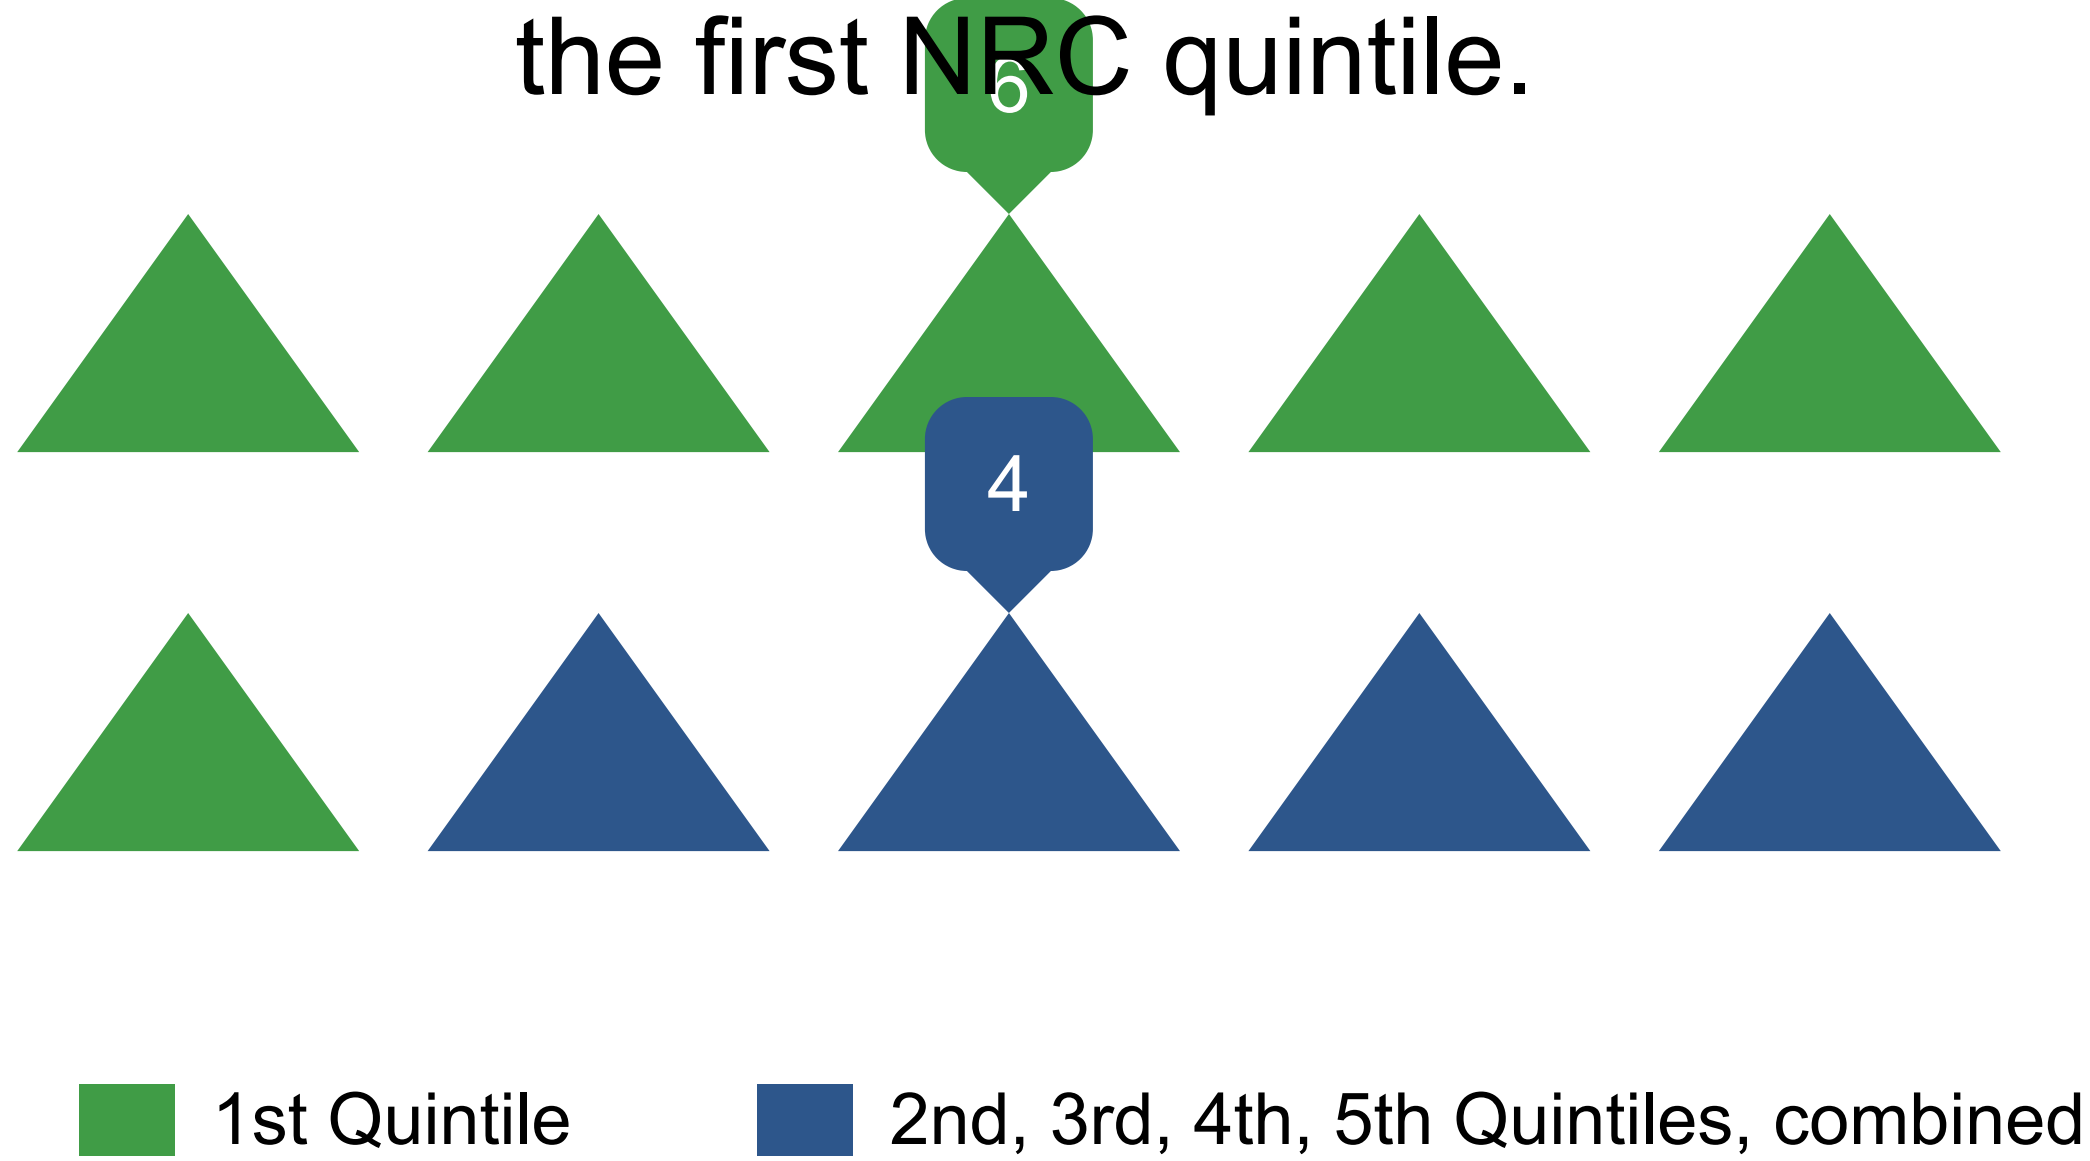 the first NRC quintile.
6
4
1st Quintile
2nd, 3rd, 4th, 5th Quintiles, combined